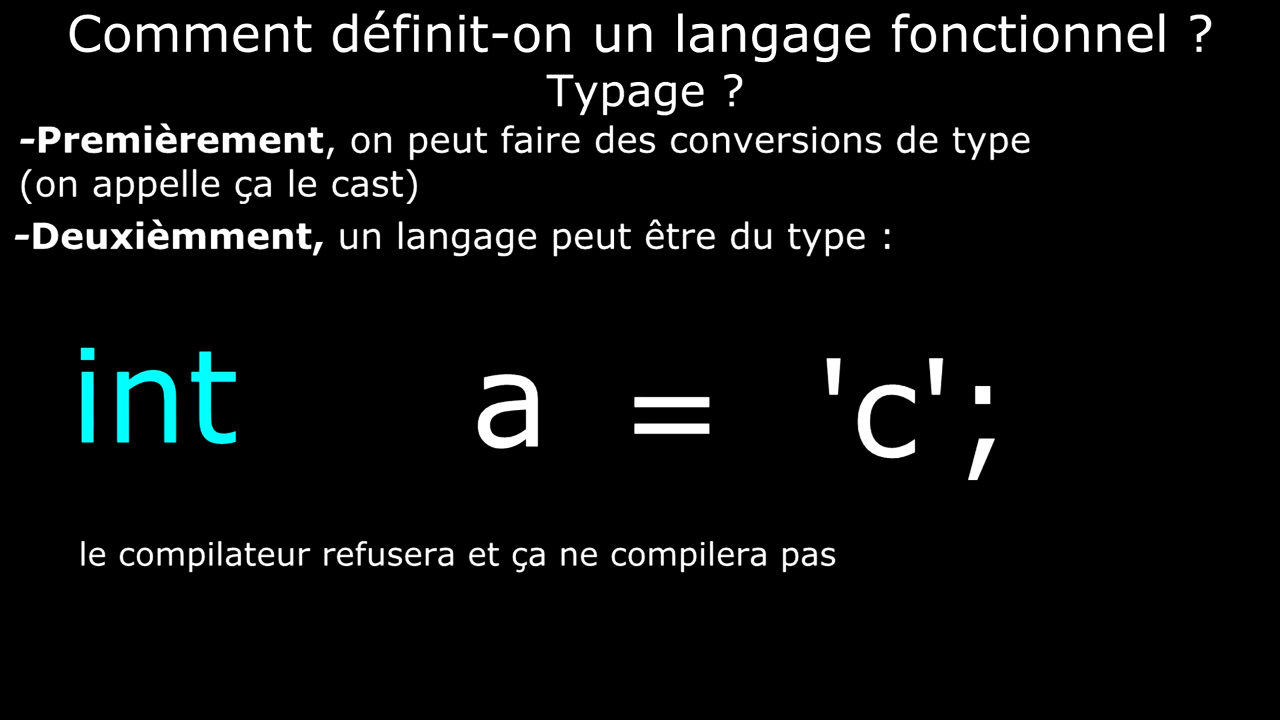 Comment définit-on un langage fonctionnel ?
Typage ?
-Premièrement, on peut faire des conversions de type
(on appelle ça le cast)
-Deuxièmment, un langage peut être du type :
int a = 'c';
le compilateur refusera et ça ne compilera pas